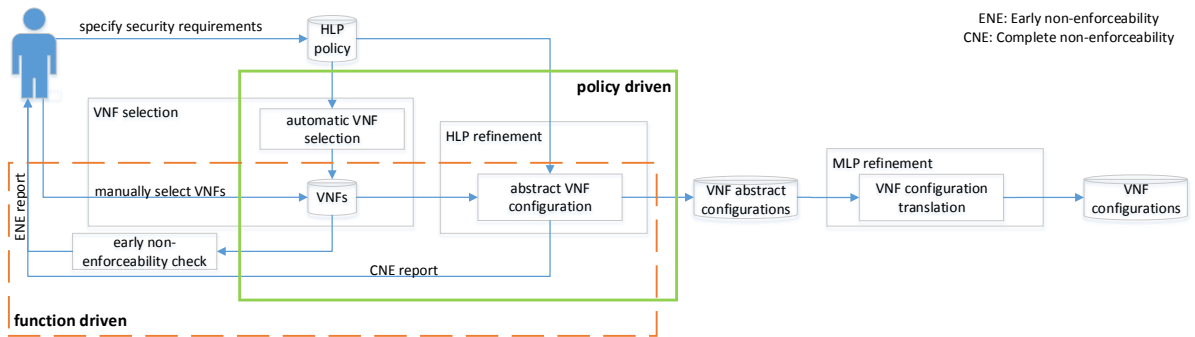 specify security requirements
HLP
policy
ENE: Early non-enforceability
CNE: Complete non-enforceability
policy driven
VNF selection
automatic VNF
selection
HLP refinement
MLP refinement
manually select VNFs
VNFs
abstract VNF
configuration
VNF abstract
configurations
VNF configuration
translation
VNF
configurations
ENE report
early non-
enforceability check
CNE report
function driven